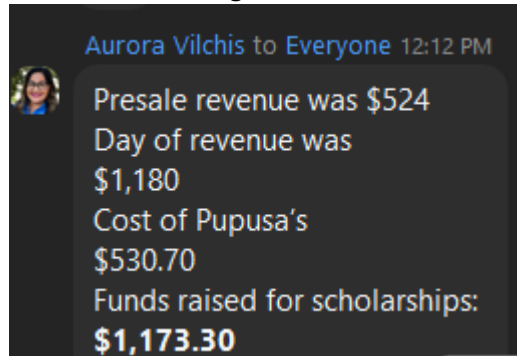 Aurora Vilchis to Everyone 12:12 PM
Presale revenue was $524
Day of revenue was
$1,180
Cost of Pupusa’s
$530.70
Funds raised for scholarships:
$1,173.30